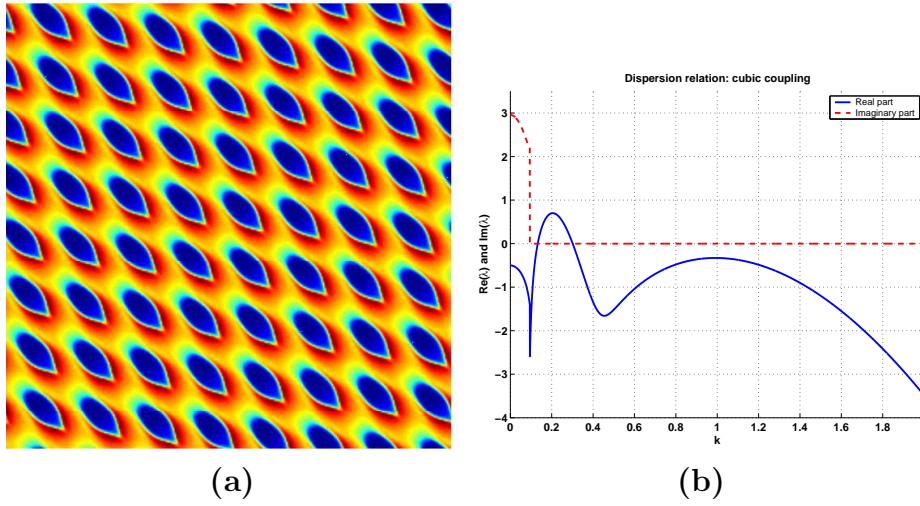 Dispersion relation: cubic coupling
Real part
Imaginary part
3
2
1
0
−1
−2
−3
−4
0 0.2 0.4 0.6 0.8 1 1.2 1.4 1.6 1.8
Re(λ) and Im(λ)
k
(a) (b)